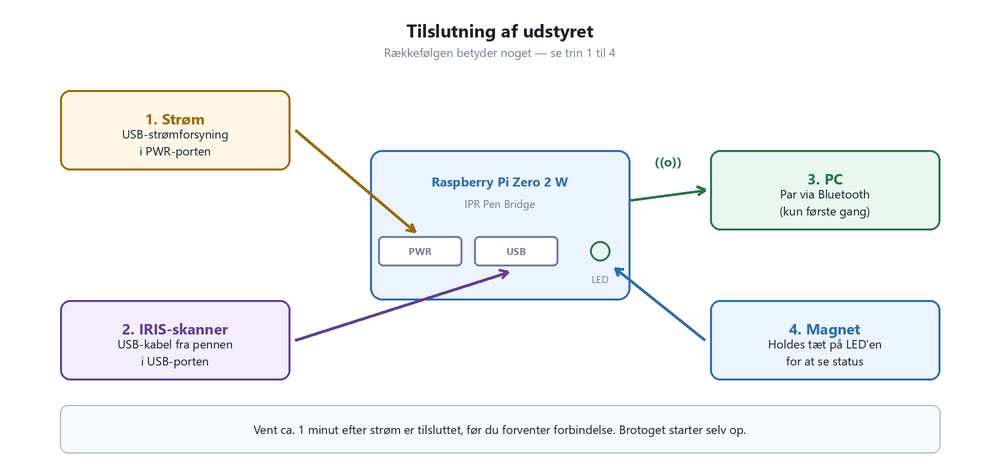 Tilslutning af udstyret
Rækkefølgen betyder noget — se trin 1 til 4
1. Strøm
USB-strømforsyning
i PWR-porten
Raspberry Pi Zero 2 W
IPR Pen Bridge
PWR
USB
LED
((o))
3. PC
Par via Bluetooth
(kun første gang)
2. IRIS-skanner
USB-kabel fra pennen
i USB-porten
4. Magnet
Holdes tæt på LED'en
for at se status
Vent ca. 1 minut efter strøm er tilsluttet, før du forventer forbindelse. Brotoget starter selv op.